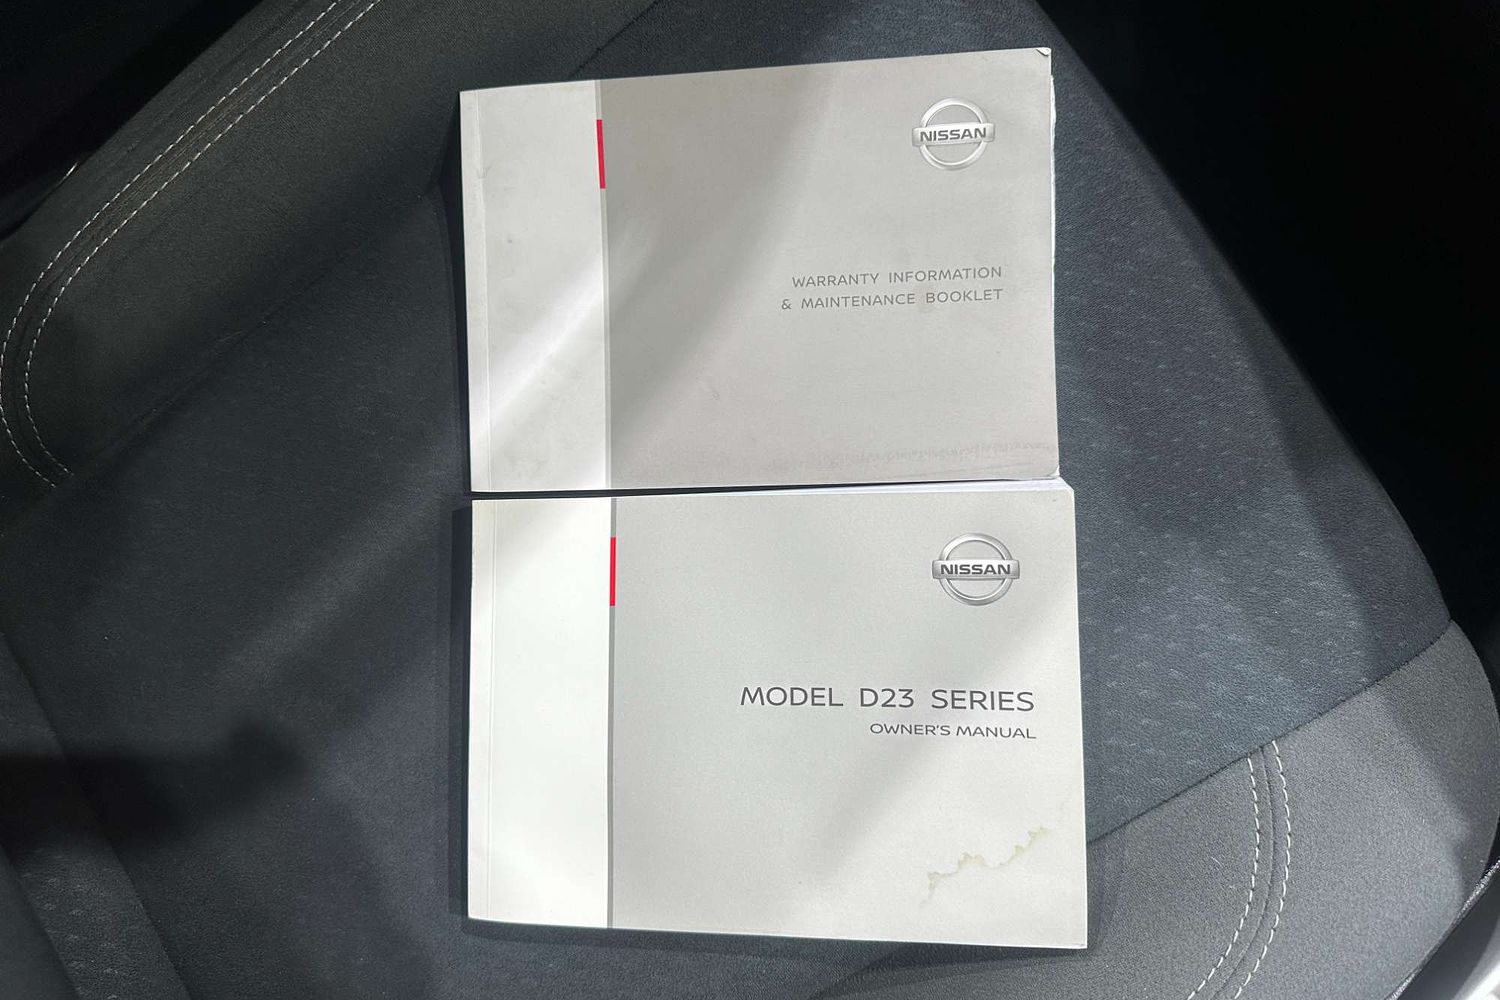 NISSAN
WARRANTY INFORMATION
& MAINTENANCE BOOKLET
NISSAN
MODEL D23 SERIES
OWNER'S MANUAL